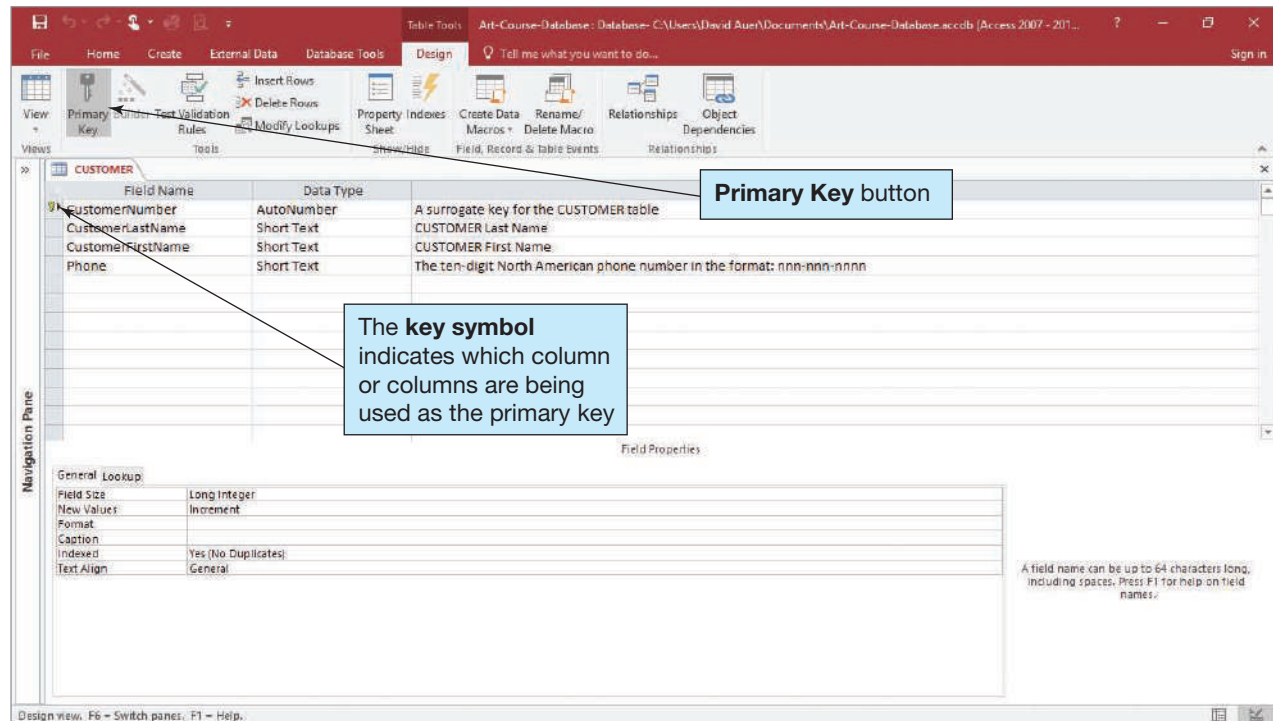 Table Tools Art-Course-Database : Database- C:\Users\David Auer\Documents\Art-Course-Database.accdb [Access 2007 - 201... ?
File Home Create External Data Database Tools Design Tell me what you want to do... Sign in
View
Primary Key
Builder
Test Validation Rules
Insert Rows
Delete Rows
Modify Lookups
Property Sheet
Indexes
Create Data Macros
Rename/ Delete Macro
Relationships
Object Dependencies
Views Tools Show/Hide Field, Record & Table Events Relationships
CUSTOMER
Primary Key button
Field Name Data Type
CustomerNumber AutoNumber A surrogate key for the CUSTOMER table
CustomerLastName Short Text CUSTOMER Last Name
CustomerFirstName Short Text CUSTOMER First Name
Phone Short Text The ten-digit North American phone number in the format: nnn-nnn-nnnn
The key symbol
indicates which column
or columns are being
used as the primary key
Navigation Pane
Field Properties
General Lookup
Field Size Long Integer
New Values Increment
Format
Caption
Indexed Yes (No Duplicates)
Text Align General
A field name can be up to 64 characters long,
including spaces. Press F1 for help on field
names.
Design view. F6 = Switch panes. F1 = Help.